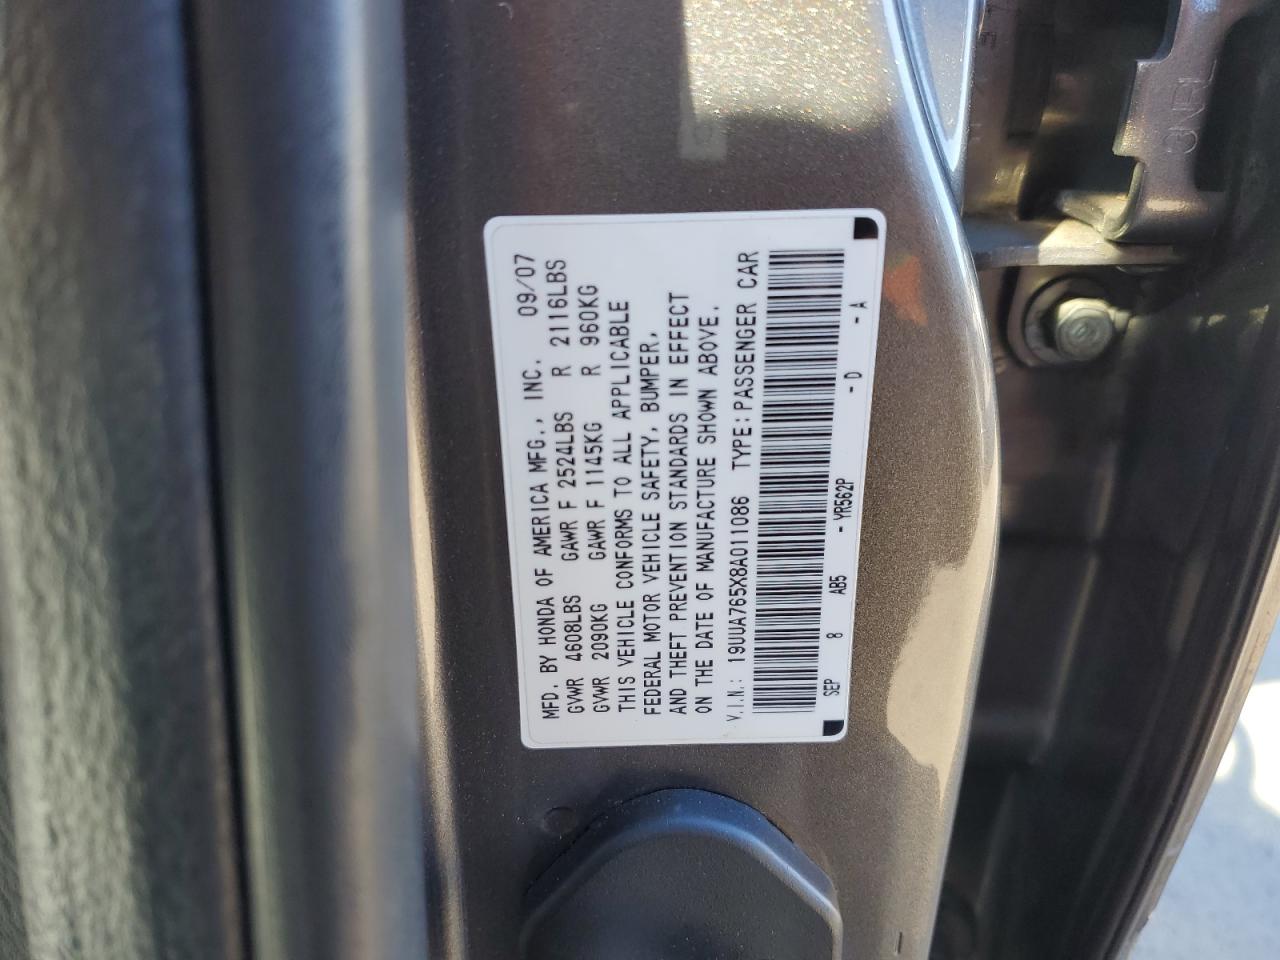 MFD. BY HONDA OF AMERICA MFG., INC. 09/07
GVWR 4608LBS GAWR F 2524LBS R 2116LBS
GVWR 2090KG GAWR F 1145KG R 960KG
THIS VEHICLE CONFORMS TO ALL APPLICABLE
FEDERAL MOTOR VEHICLE SAFETY, BUMPER,
AND THEFT PREVENTION STANDARDS IN EFFECT
ON THE DATE OF MANUFACTURE SHOWN ABOVE.
V.I.N.: 19UUA765X8A011086 TYPE:PASSENGER CAR
SEP 8 AB5 - YR562P - D - A